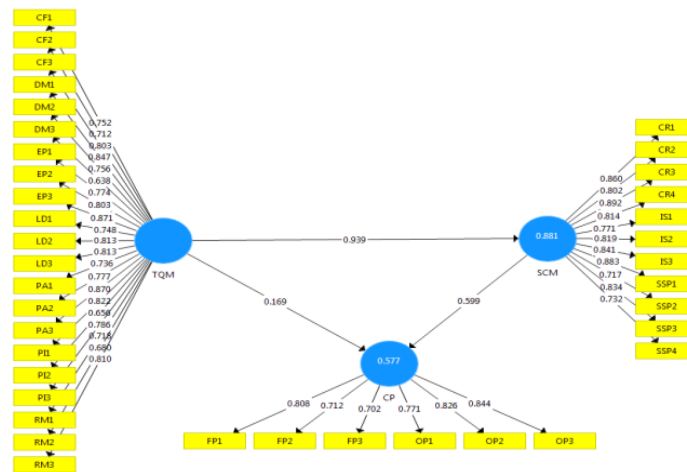 CF1
CF2
CF3
DM1
DM2
DM3
EP1
EP2
EP3
LD1
LD2
LD3
PA1
PA2
PA3
PI1
PI2
PI3
RM1
RM2
RM3
0.752
0.712
0.803
0.847
0.756
0.638
0.774
0.803
0.871
0.748
0.813
0.813
0.736
0.777
0.870
0.822
0.786
0.718
0.680
0.810
TQM
0.939
0.169
0.599
0.881
SCM
0.860
0.802
0.892
0.814
0.771
0.819
0.841
0.883
0.717
0.834
0.732
CR1
CR2
CR3
CR4
IS1
IS2
IS3
SSP1
SSP2
SSP3
SSP4
0.577
CP
0.808
0.712
0.702
0.771
0.826
0.844
FP1
FP2
FP3
OP1
OP2
OP3